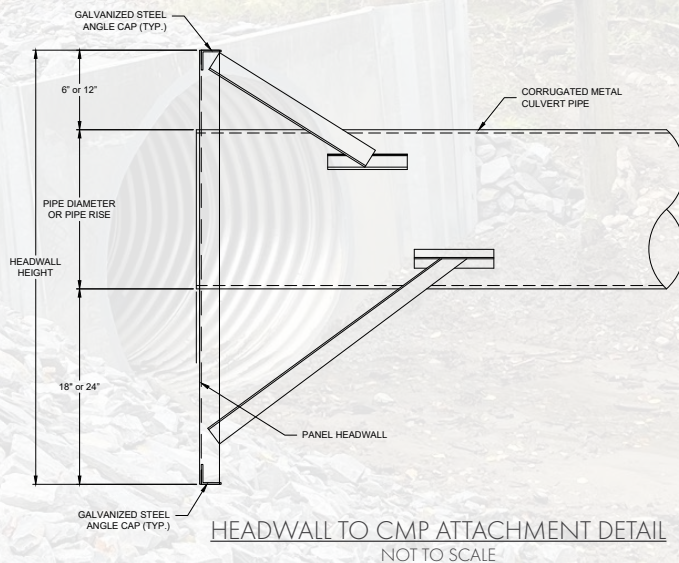 GALVANIZED STEEL
ANGLE CAP (TYP.)
6" or 12"
CORRUGATED METAL
CULVERT PIPE
PIPE DIAMETER
OR PIPE RISE
HEADWALL
HEIGHT
18" or 24"
PANEL HEADWALL
GALVANIZED STEEL
ANGLE CAP (TYP.)
HEADWALL TO CMP ATTACHMENT DETAIL
NOT TO SCALE